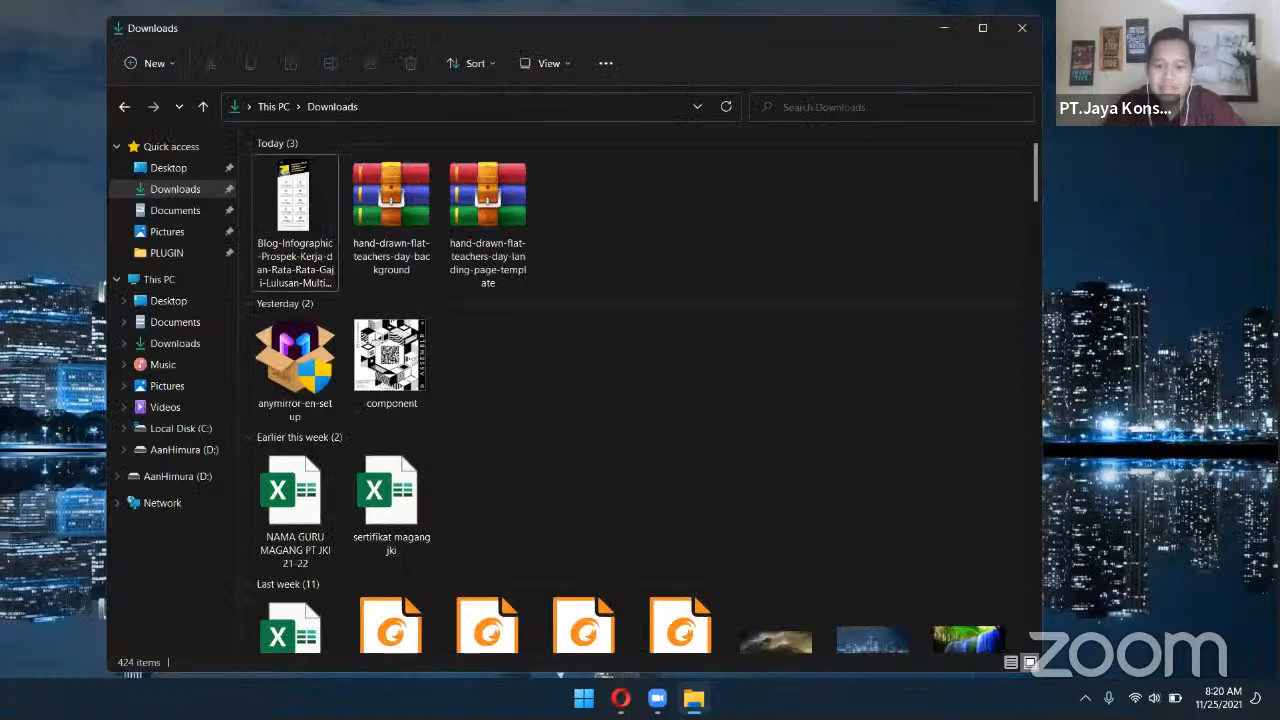 Downloads
New
Sort
View
This PC
Downloads
Search Downloads
Quick access
Desktop
Downloads
Documents
Pictures
PLUGIN
This PC
Desktop
Documents
Downloads
Music
Pictures
Videos
Local Disk (C:)
AanHimura (D:)
AanHimura (D:)
Network
Today (3)
Blog-Infographic
-Prospek-Kerja-d
an-Rata-Rata-Gaj
i-Lulusan-Multi...
hand-drawn-flat-
teachers-day-bac
kground
hand-drawn-flat-
teachers-day-lan
ding-page-templ
ate
Yesterday (2)
anymirror-en-set
up
component
Earlier this week (2)
NAMA GURU
MAGANG PT JKI
21-22
sertifikat magang
jki
Last week (11)
424 items
PT.Jaya Kons...
zoom
8:20 AM
11/25/2021